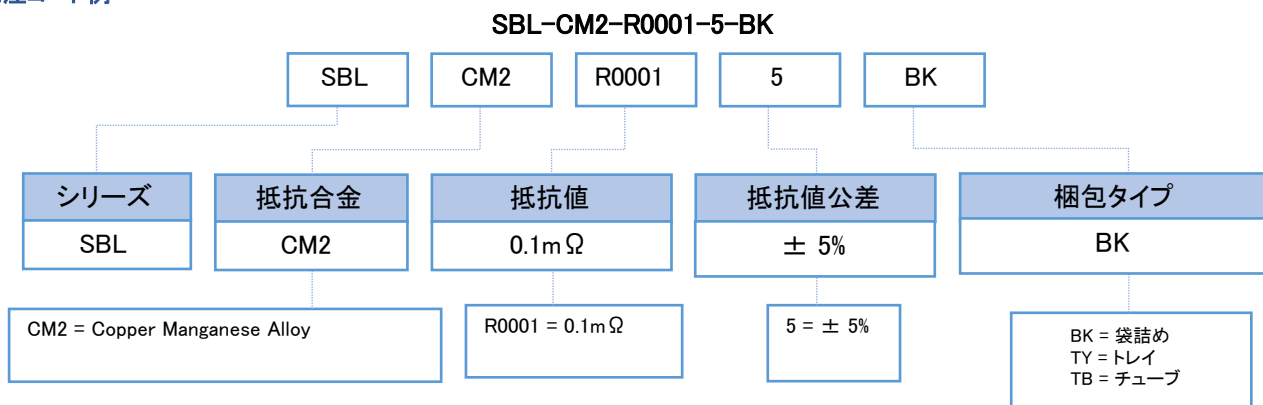 SBL-CM2-R0001-5-BK
SBL CM2 R0001 5 BK
シリーズ 抵抗合金 抵抗値 抵抗値公差 梱包タイプ
SBL CM2 0.1mΩ ± 5% BK
CM2 = Copper Manganese Alloy
R0001 = 0.1mΩ
5 = ± 5%
BK = 袋詰め
TY = トレイ
TB = チューブ